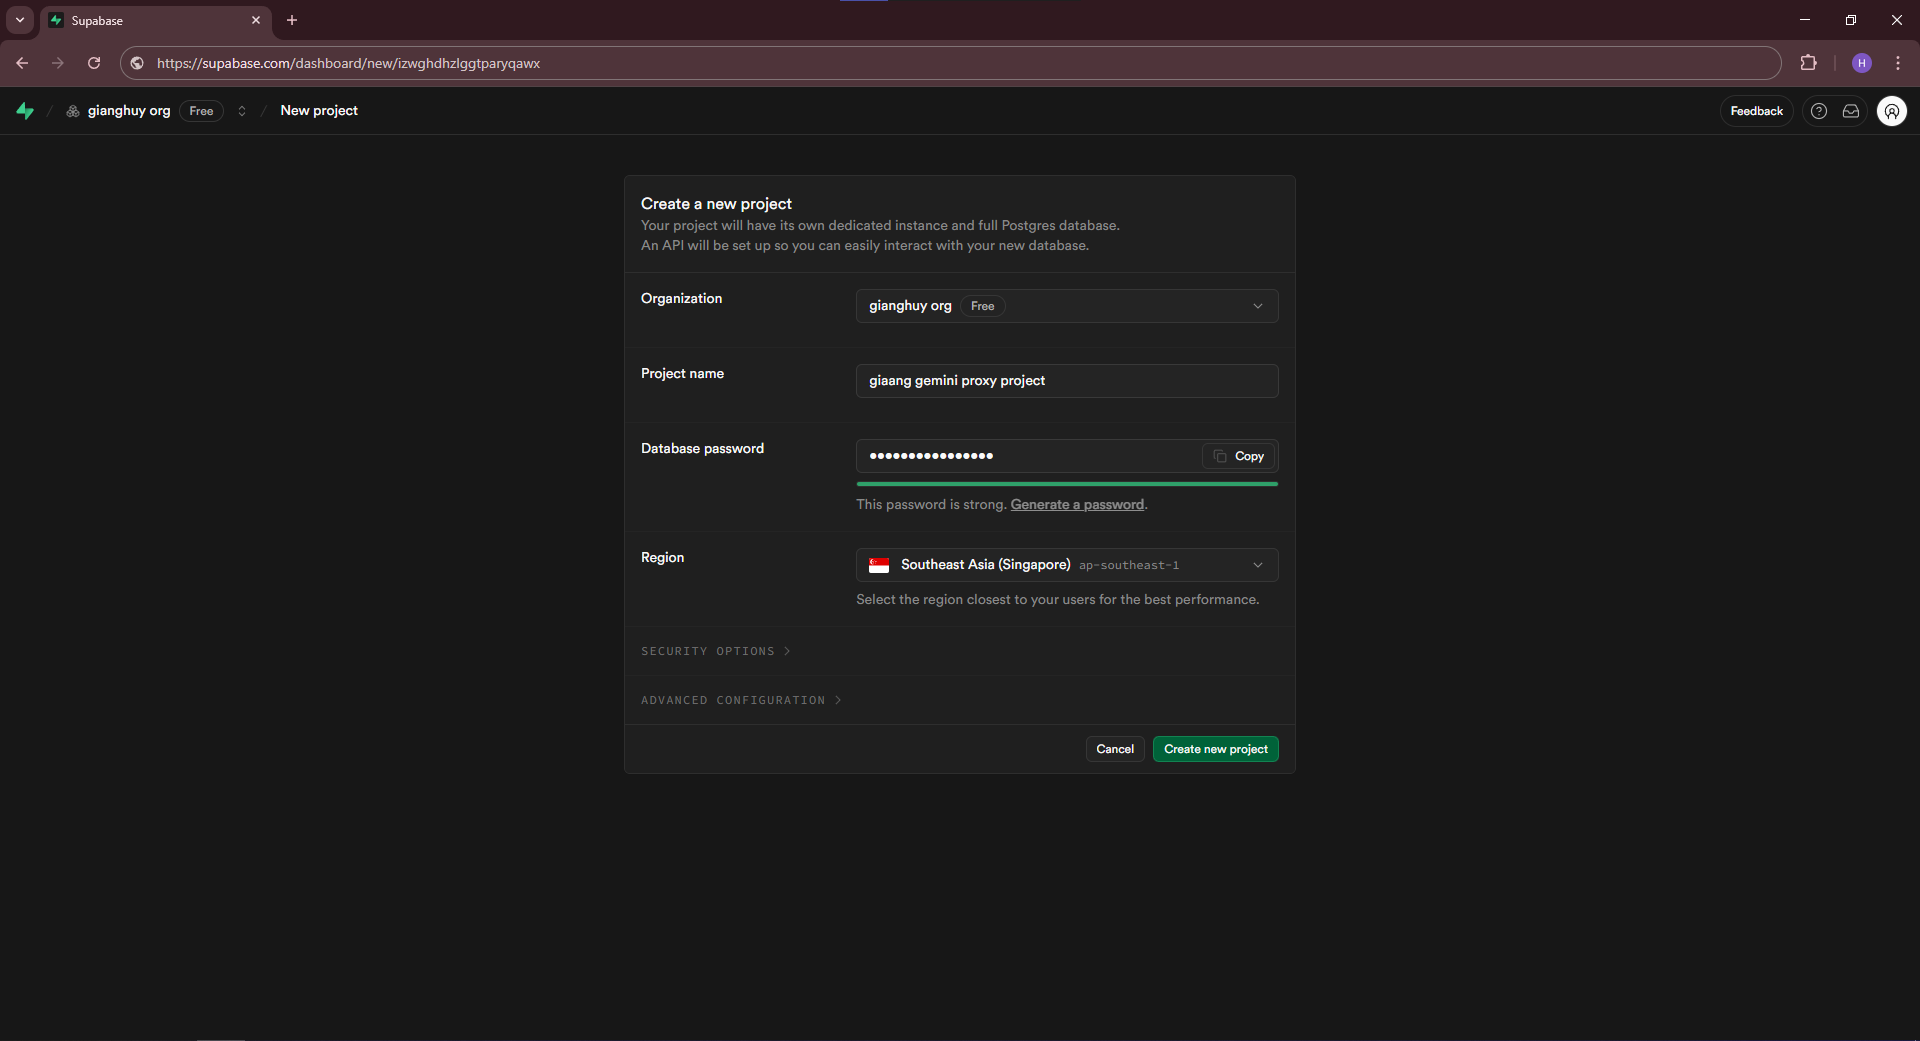 Supabase
https://supabase.com/dashboard/new/izwghdhzlggtparyqawx
H
gianghuy org Free / New project
Feedback
Create a new project
Your project will have its own dedicated instance and full Postgres database.
An API will be set up so you can easily interact with your new database.
Organization
gianghuy org Free
Project name
giaang gemini proxy project
Database password
••••••••••••••••
Copy
This password is strong. Generate a password.
Region
Southeast Asia (Singapore) ap-southeast-1
Select the region closest to your users for the best performance.
SECURITY OPTIONS
ADVANCED CONFIGURATION
Cancel
Create new project